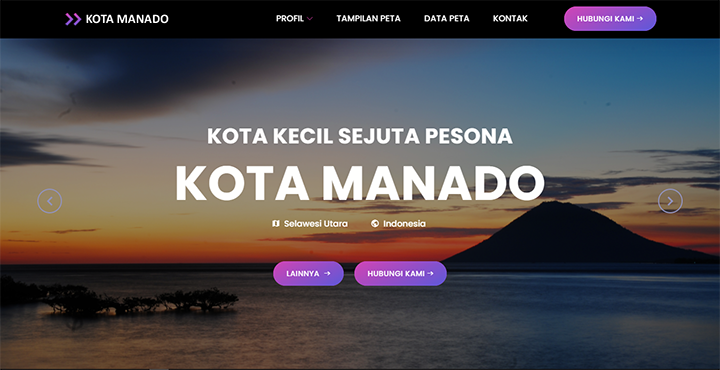 KOTA MANADO
PROFIL
TAMPILAN PETA
DATA PETA
KONTAK
HUBUNGI KAMI
KOTA KECIL SEJUTA PESONA
KOTA MANADO
Selawesi Utara
Indonesia
LAINNYA
HUBUNGI KAMI